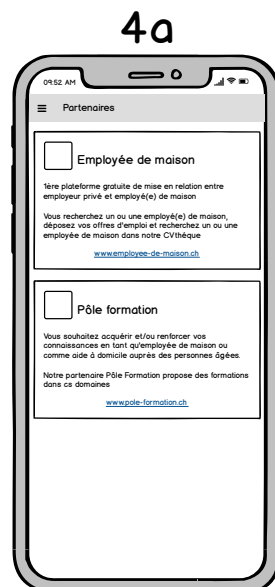 4a
09:52 AM
Partenaires
Employée de maison
1ère plateforme gratuite de mise en relation entre
employeur privé et employé(e) de maison
Vous recherchez un ou une employé(e) de maison,
déposez vos offres d'emploi et recherchez un ou une
employée de maison dans notre CVthèque
www.employee-de-maison.ch
Pôle formation
Vous souhaitez acquérir et/ou renforcer vos
connaissances en tant qu'employée de maison ou
comme aide à domicile auprès des personnes âgées.
Notre partenaire Pôle Formation propose des formations
dans cs domaines
www.pole-formation.ch